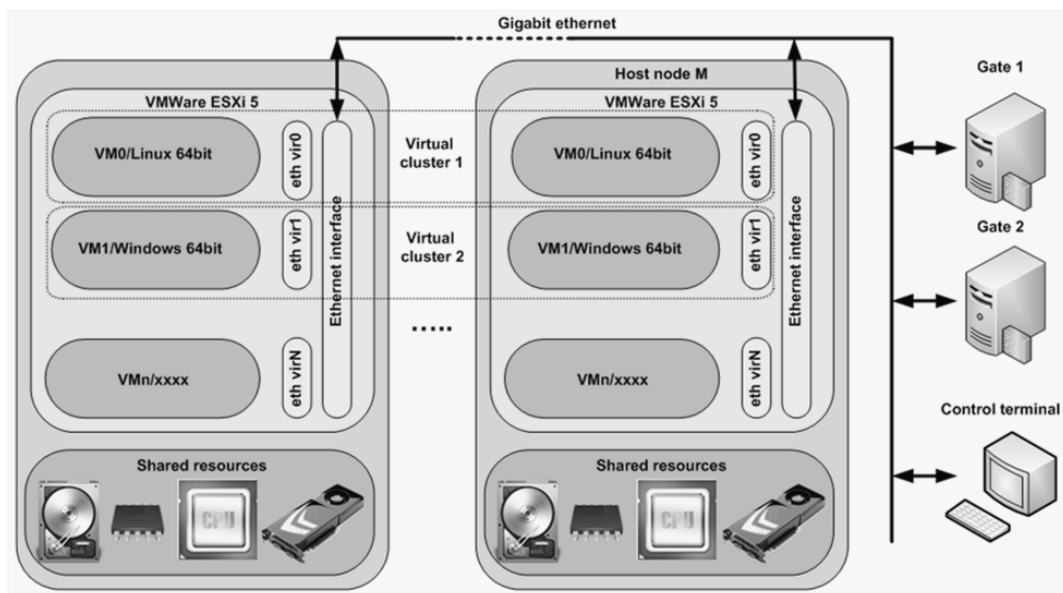 Gigabit ethernet
VMWare ESXi 5
VM0/Linux 64bit
eth vir0
VM1/Windows 64bit
eth vir1
VMn/xxxx
eth virN
Ethernet interface
Shared resources
CPU
Virtual
cluster 1
Virtual
cluster 2
.....
Host node M
VMWare ESXi 5
VM0/Linux 64bit
eth vir0
VM1/Windows 64bit
eth vir1
VMn/xxxx
eth virN
Ethernet interface
Shared resources
CPU
Gate 1
Gate 2
Control terminal